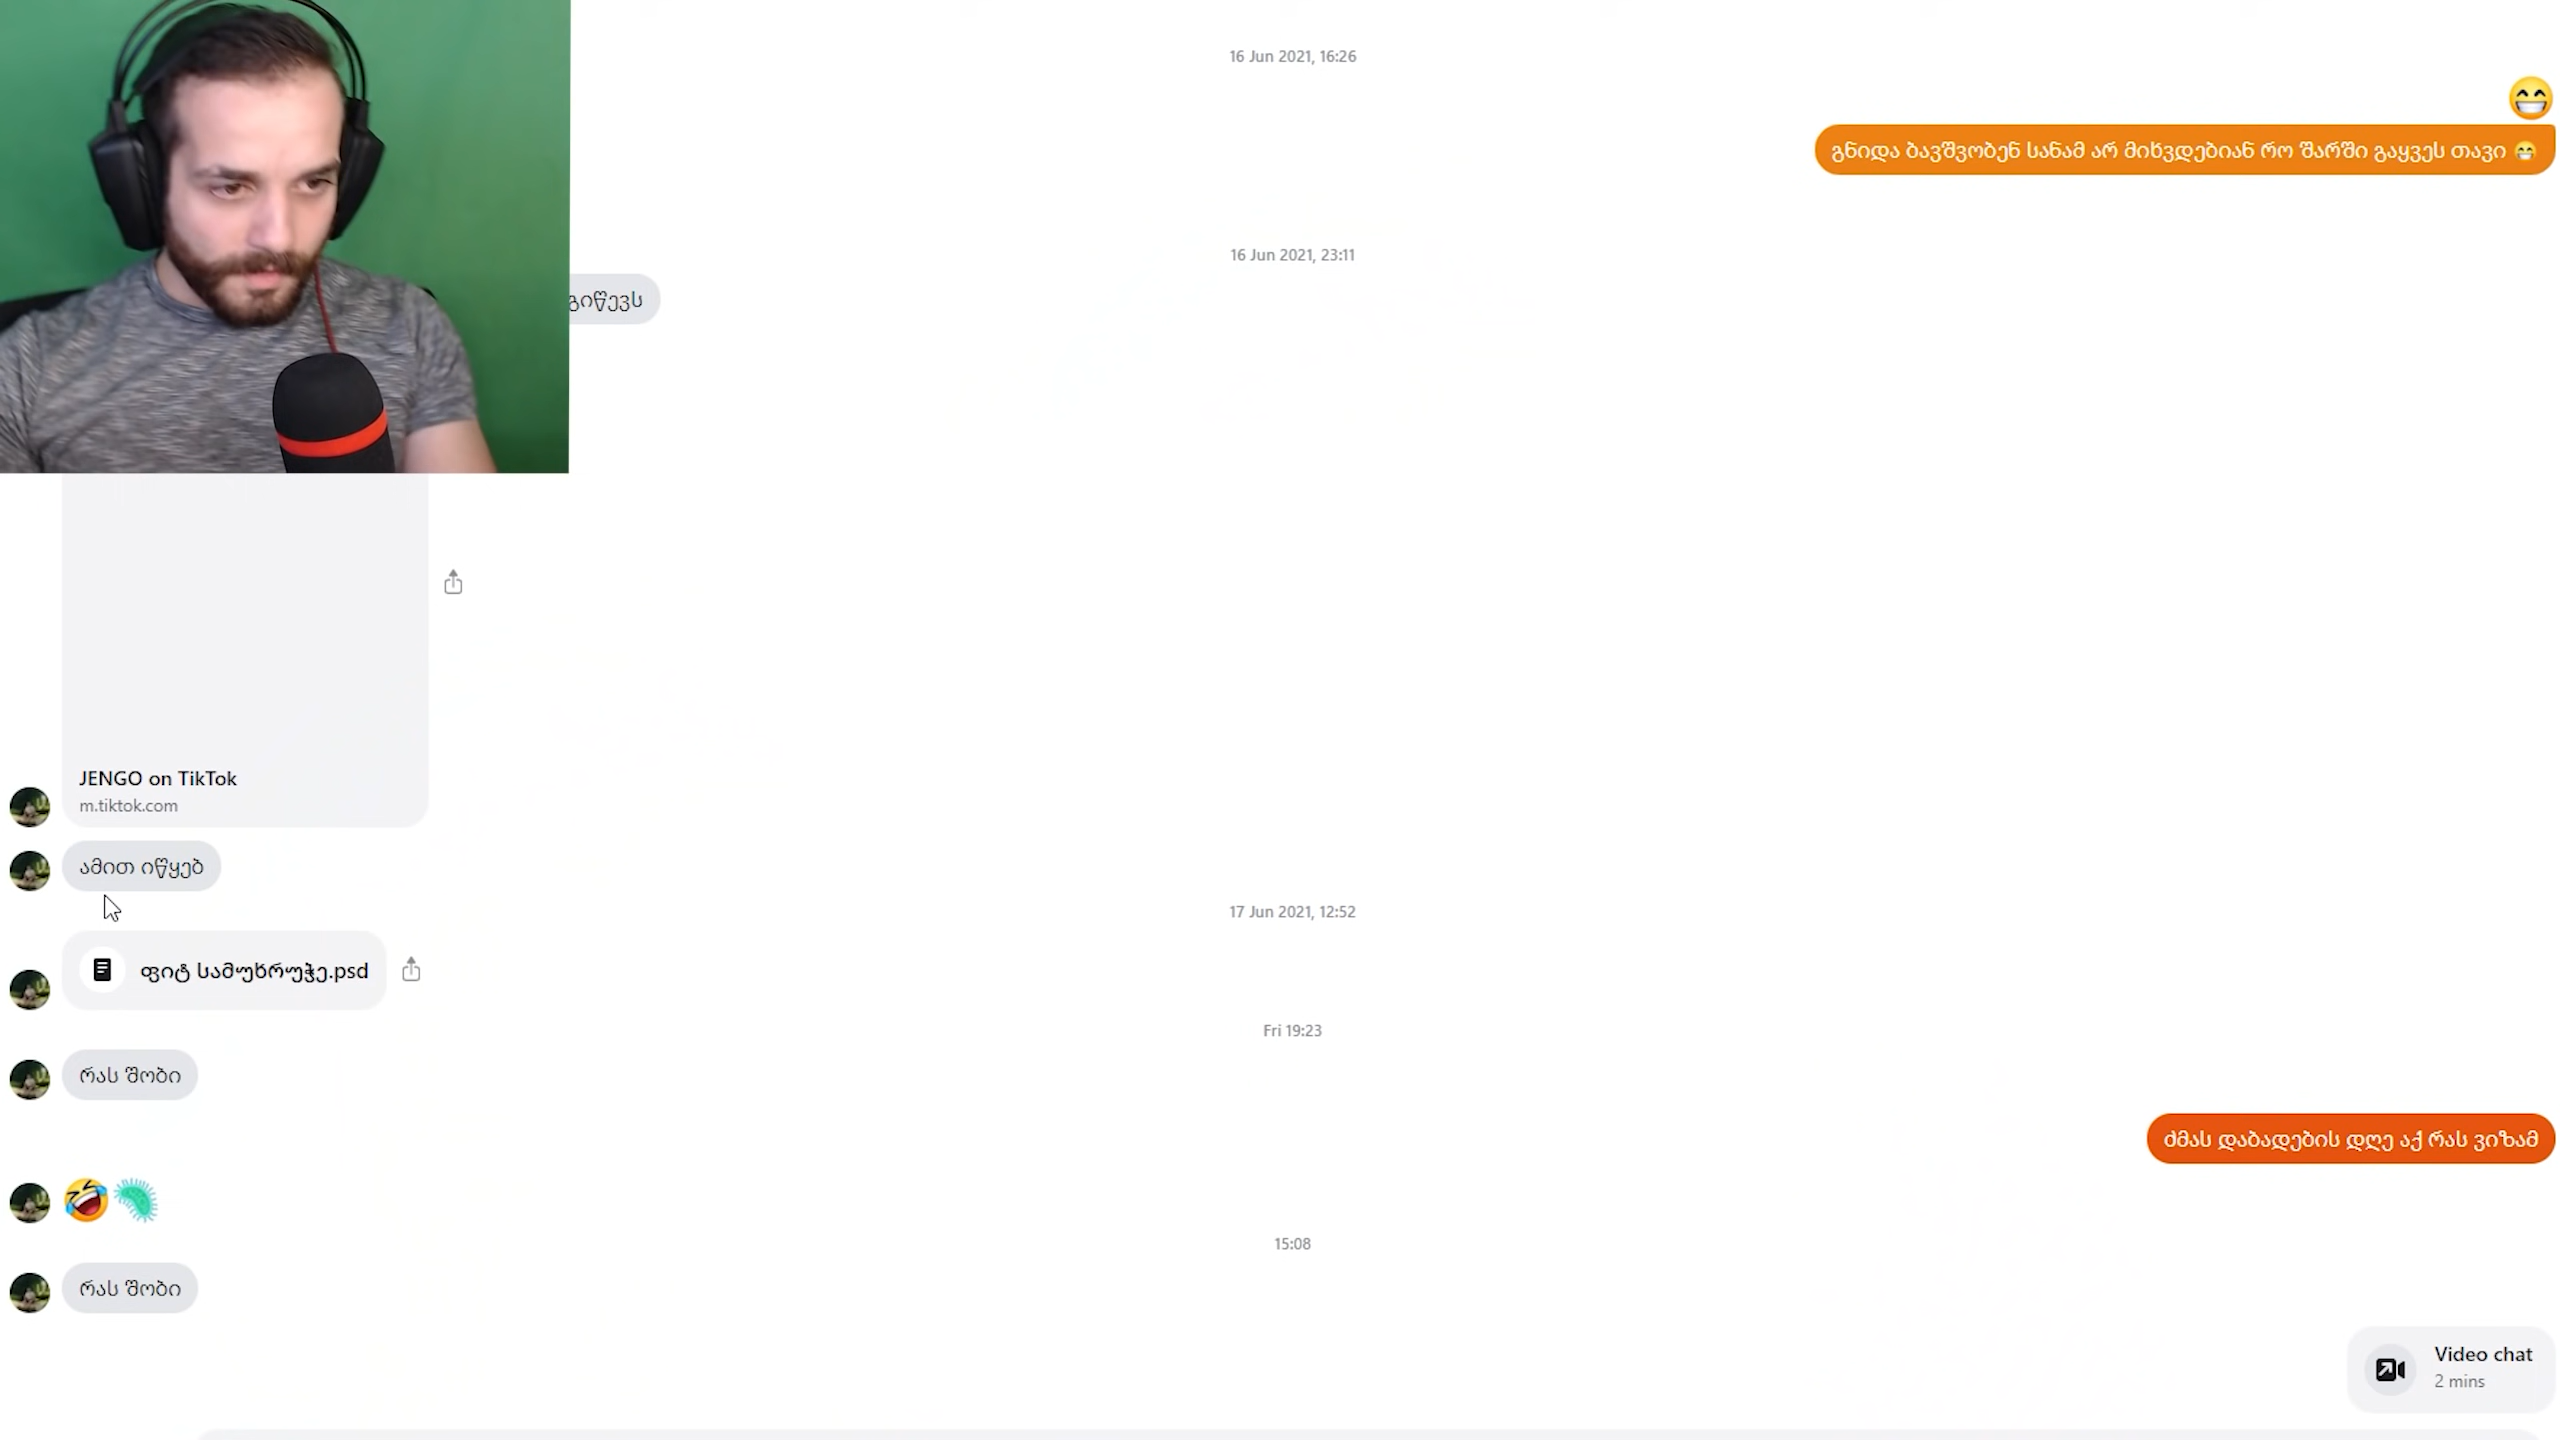 16 Jun 2021, 16:26
გნიდა ბავშვობენ სანამ არ მიხვდებიან რო შარში გაყვეს თავი
16 Jun 2021, 23:11
გიწევს
JENGO on TikTok
m.tiktok.com
ამით იწყებ
17 Jun 2021, 12:52
ფიტ სამუხრუჭე.psd
Fri 19:23
რას შობი
ძმას დაბადების დღე აქ რას ვიზამ
15:08
რას შობი
Video chat
2 mins